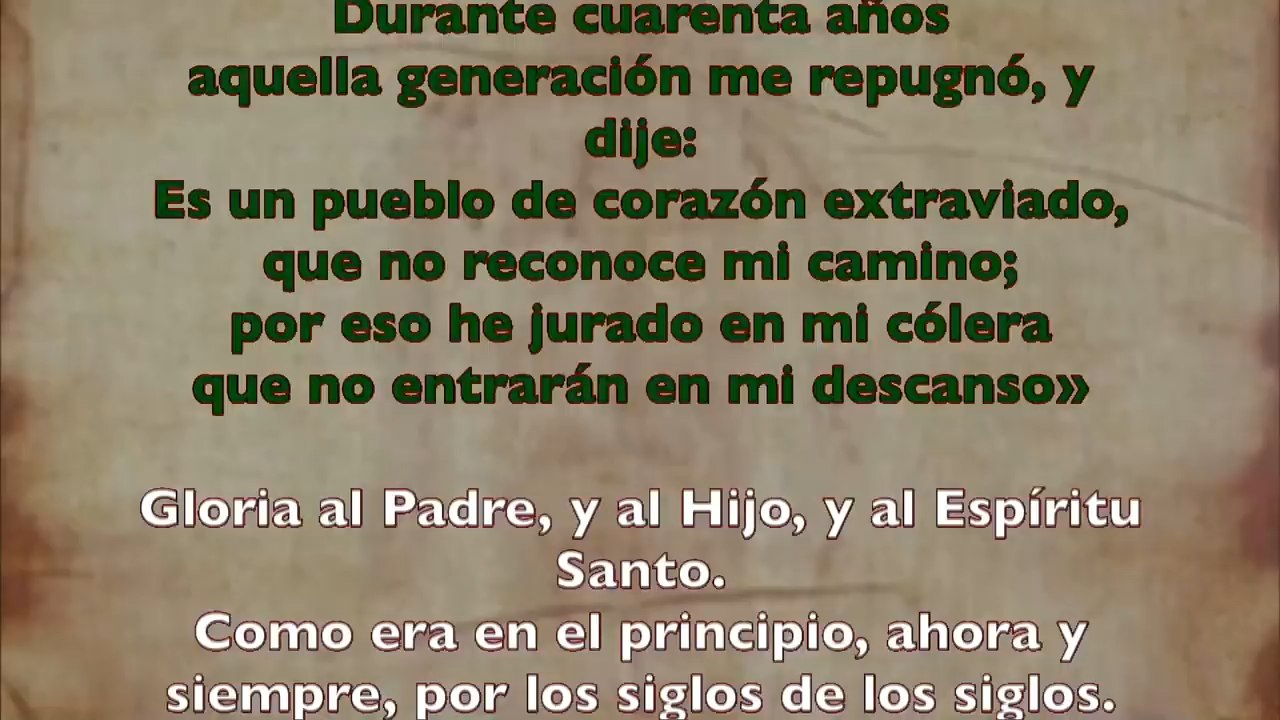 Durante cuarenta años
aquella generación me repugnó, y
dije:
Es un pueblo de corazón extraviado,
que no reconoce mi camino;
por eso he jurado en mi cólera
que no entrarán en mi descanso»
Gloria al Padre, y al Hijo, y al Espíritu
Santo.
Como era en el principio, ahora y
siempre, por los siglos de los siglos.